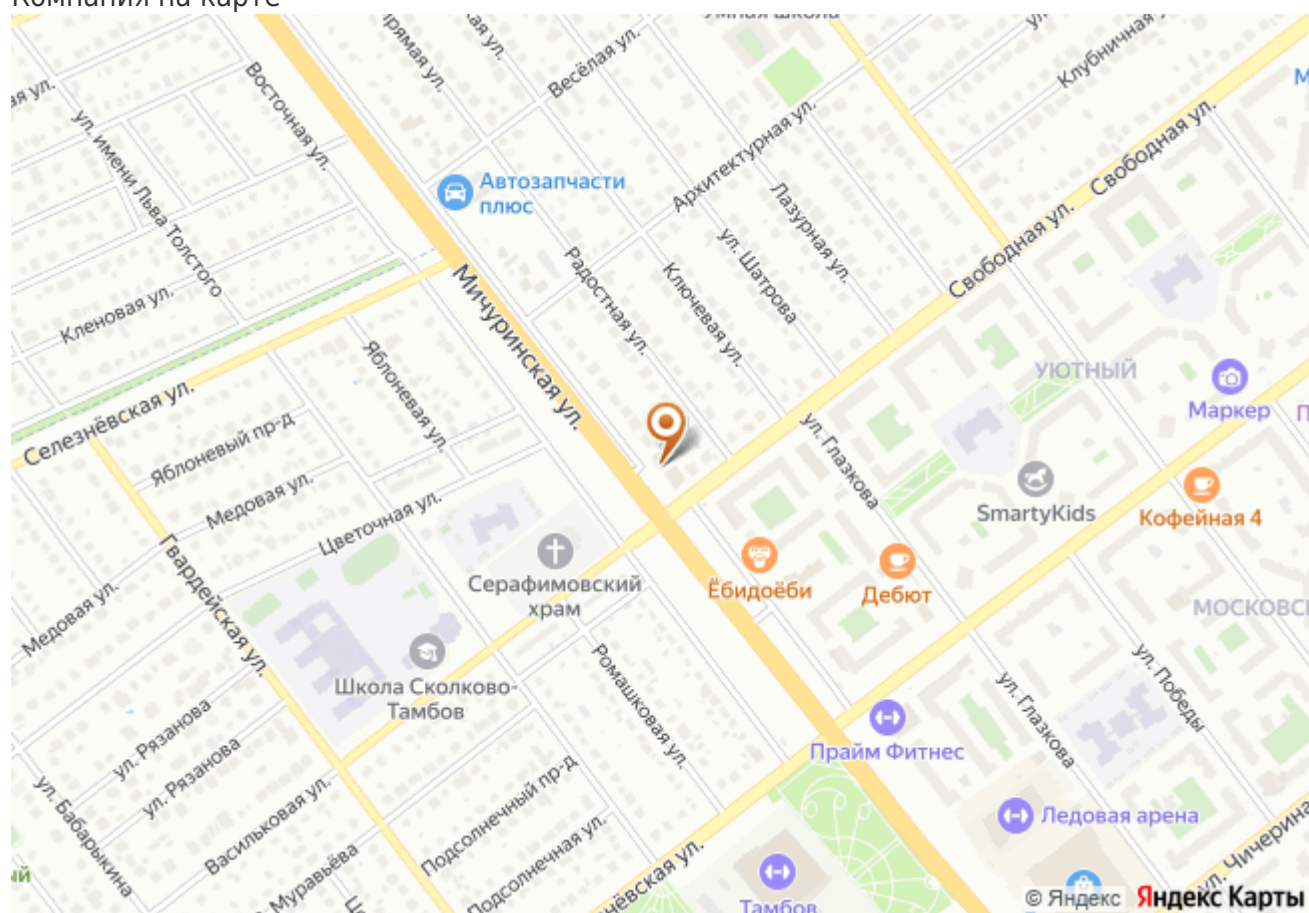 Компания на карте
Умная школа
Прямая ул.
Весёлая ул.
Клубничная
Восточная ул.
ул. имени Льва Толстого
Автозапчасти
плюс
Архитектурная ул.
Лазурная ул.
Свободная ул.
Свободная ул.
ул. Шатрова
Радостная ул.
Ключевая ул.
Кленовая ул.
Мичуринская ул.
Яблоневая ул.
УЮТНЫЙ
Маркер
Селезнёвская ул.
Яблоневый пр-д
ул. Глазкова
Медовая ул.
SmartyKids
Кофейная 4
Цветочная ул.
Серафимовский
храм
Ёбидоёби
Дебют
Медовая ул.
Гвардейская ул.
МОСКОВС
Школа Сколково-
Тамбов
Ромашковая ул.
ул. Победы
ул. Глазкова
ул. Рязанова
ул. Рязанова
Прайм Фитнес
ул. Бабарыкина
Васильковая ул.
Подсолнечный пр-д
Подсолнечная ул.
Ледовая арена
ул. Чичерина
Муравьёва
нёвская ул.
Тамбов
© Яндекс Яндекс Карты